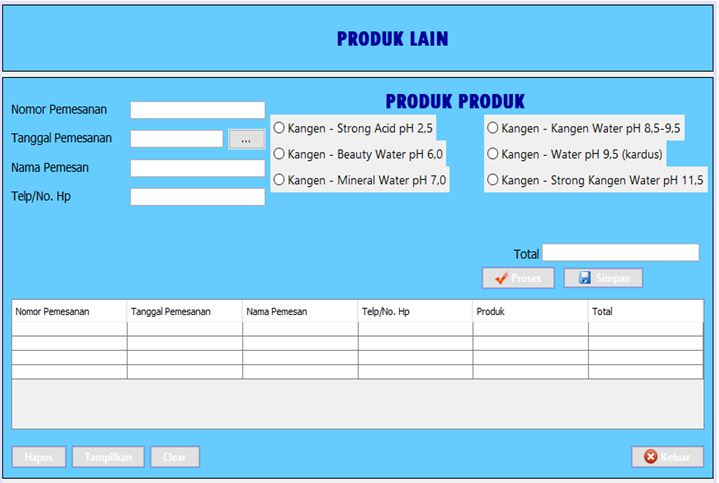 PRODUK LAIN
PRODUK PRODUK
Nomor Pemesanan
Tanggal Pemesanan ...
Nama Pemesan
Telp/No. Hp
Kangen - Strong Acid pH 2,5
Kangen - Beauty Water pH 6,0
Kangen - Mineral Water pH 7,0
Kangen - Kangen Water pH 8,5-9,5
Kangen - Water pH 9,5 (kardus)
Kangen - Strong Kangen Water pH 11,5
Total
Proses Simpan
Nomor Pemesanan Tanggal Pemesanan Nama Pemesan Telp/No. Hp Produk Total
Hapus Tampilkan Clear Keluar